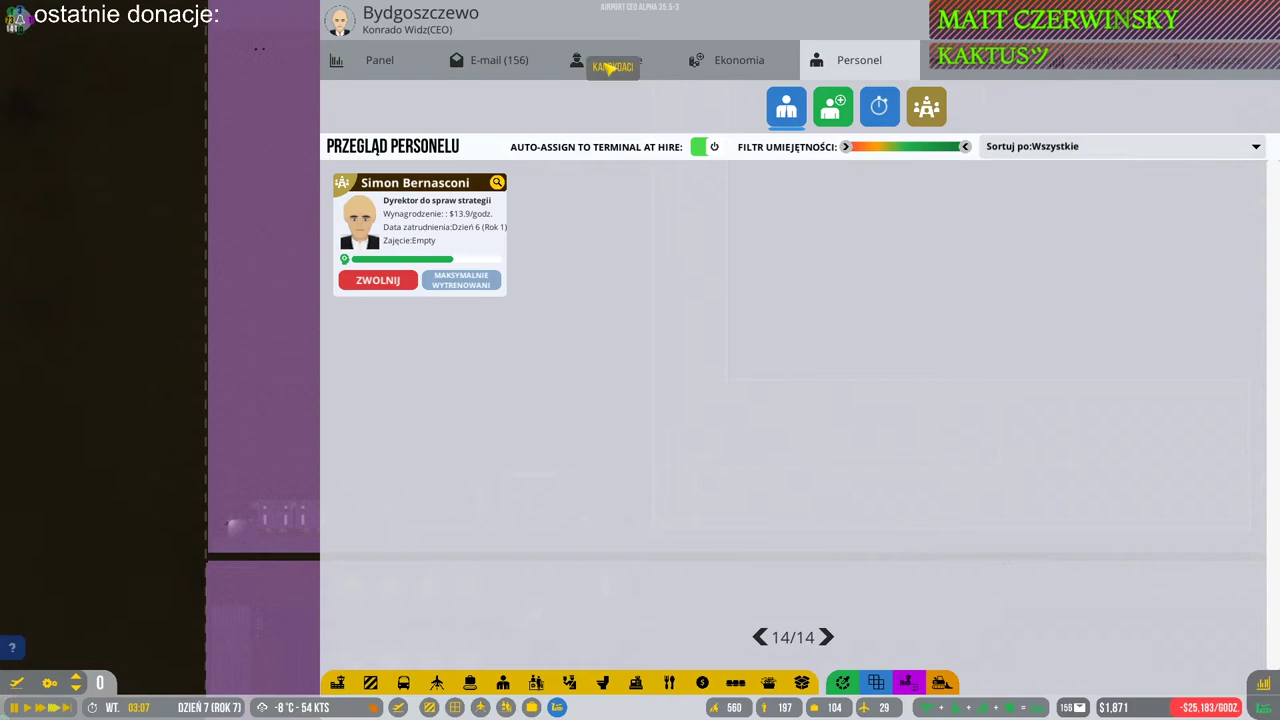 ostatnie donacje:
Bydgoszczewo
Konrado Widz(CEO)
AIRPORT CEO ALPHA 35.5-3
MATT CZERWINSKY
KAKTUSツ
Panel
E-mail (156)
KANDYDACI
Ekonomia
Personel
PRZEGLĄD PERSONELU
AUTO-ASSIGN TO TERMINAL AT HIRE:
FILTR UMIEJĘTNOŚCI:
Sortuj po:Wszystkie
Simon Bernasconi
Dyrektor do spraw strategii
Wynagrodzenie: : $13.9/godz.
Data zatrudnienia:Dzień 6 (Rok 1)
Zajęcie:Empty
ZWOLNIJ
MAKSYMALNIE
WYTRENOWANI
14/14
?
0
WT. 03:07
DZIEŃ 7 (ROK 7)
-8 °C - 54 KTS
560
197
104
29
156
$1,871
-$25,183/GODZ.